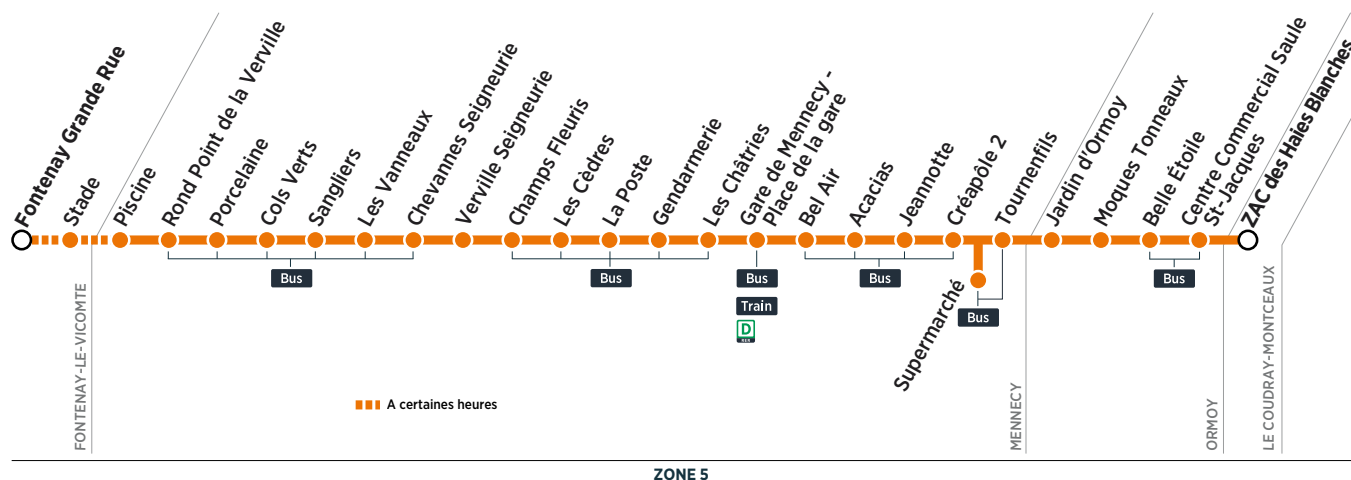 Fontenay Grande Rue
Stade
Piscine
Rond Point de la Verville
Porcelaine
Cols Verts
Sangliers
Les Vanneaux
Chevannes Seigneurie
Verville Seigneurie
Champs Fleuris
Les Cèdres
La Poste
Gendarmerie
Les Châtries
Gare de Mennecy -
Place de la gare
Bel Air
Acacias
Jeannotte
Créapôle 2
Tournenfils
Jardin d'Ormoy
Moques Tonneaux
Belle Étoile
Centre Commercial Saule
St-Jacques
ZAC des Haies Blanches
Bus
Bus
Bus
Bus
Bus
Train
D
RER
Supermarché
Bus
FONTENAY-LE-VICOMTE
MENNECY
ORMOY
LE COUDRAY-MONTCEAUX
A certaines heures
ZONE 5